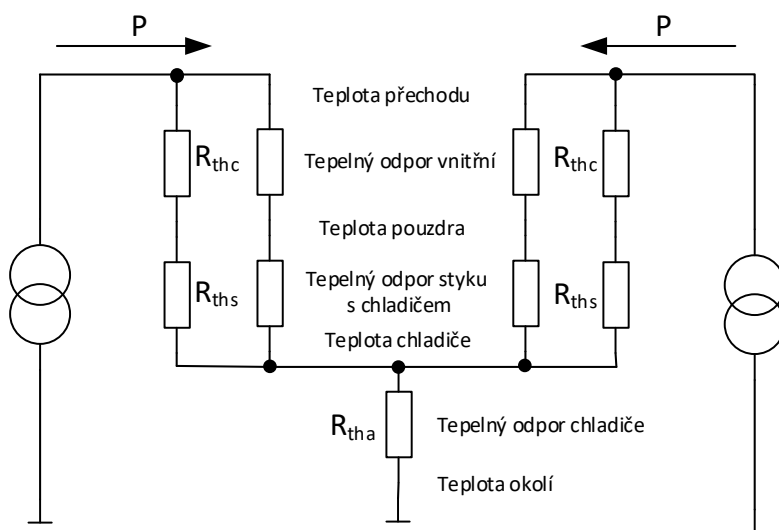 P
P
Teplota přechodu
R_thc
Tepelný odpor vnitřní
R_thc
Teplota pouzdra
R_ths
Tepelný odpor styku
s chladičem
R_ths
Teplota chladiče
R_tha
Tepelný odpor chladiče
Teplota okolí